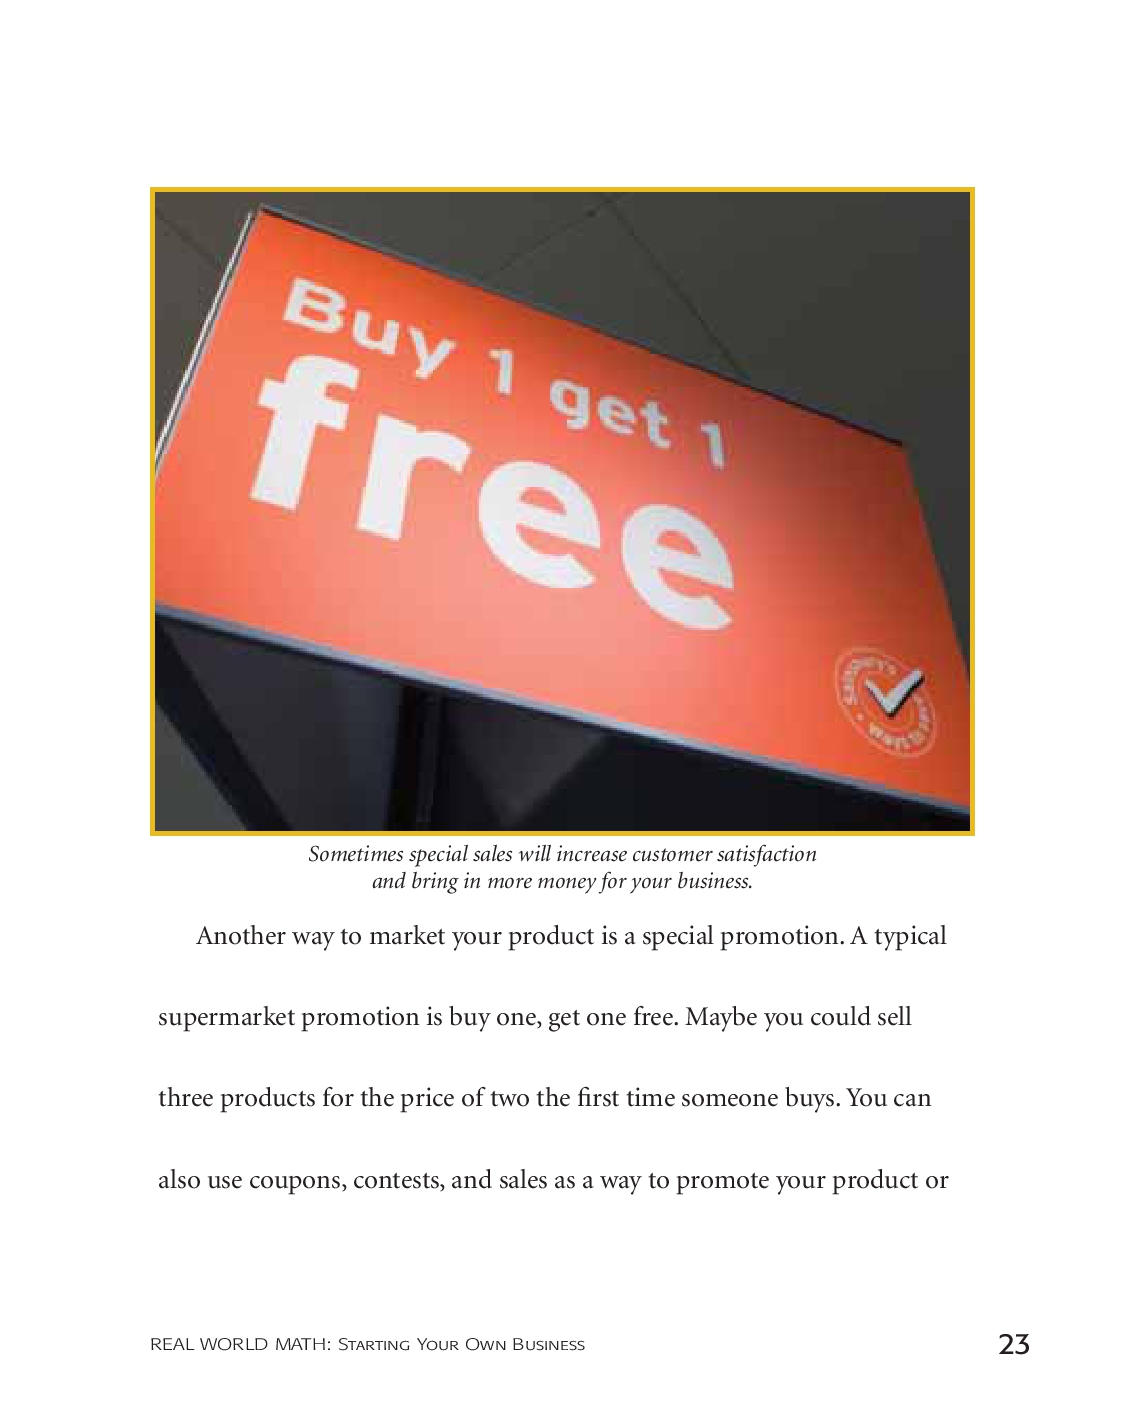 Buy 1 get 1
free
Sometimes special sales will increase customer satisfaction
and bring in more money for your business.
Another way to market your product is a special promotion. A typical
supermarket promotion is buy one, get one free. Maybe you could sell
three products for the price of two the first time someone buys. You can
also use coupons, contests, and sales as a way to promote your product or
REAL WORLD MATH: Starting Your Own Business
23